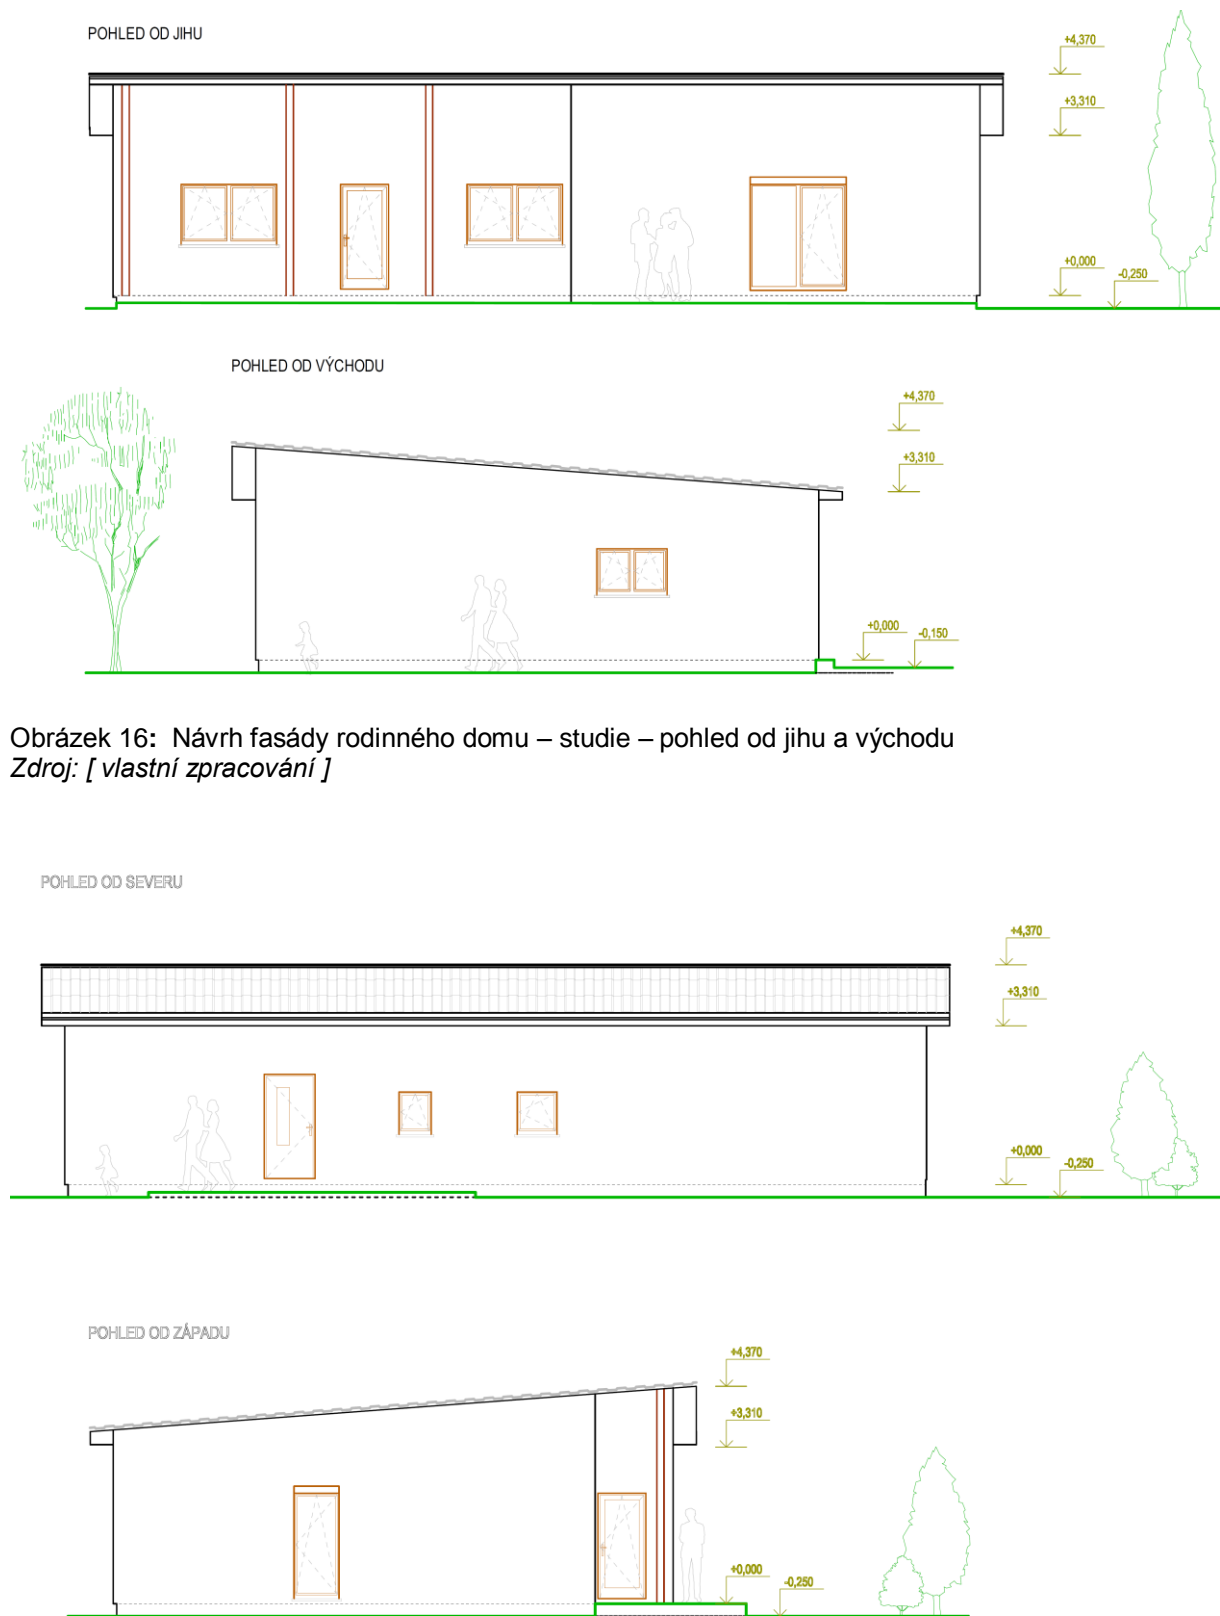 POHLED OD JIHU
+4,370
+3,310
+0,000
-0,250
POHLED OD VÝCHODU
+4,370
+3,310
+0,000
-0,150
Obrázek 16: Návrh fasády rodinného domu – studie – pohled od jihu a východu
Zdroj: [ vlastní zpracování ]
POHLED OD SEVERU
+4,370
+3,310
+0,000
-0,250
POHLED OD ZÁPADU
+4,370
+3,310
+0,000
-0,250